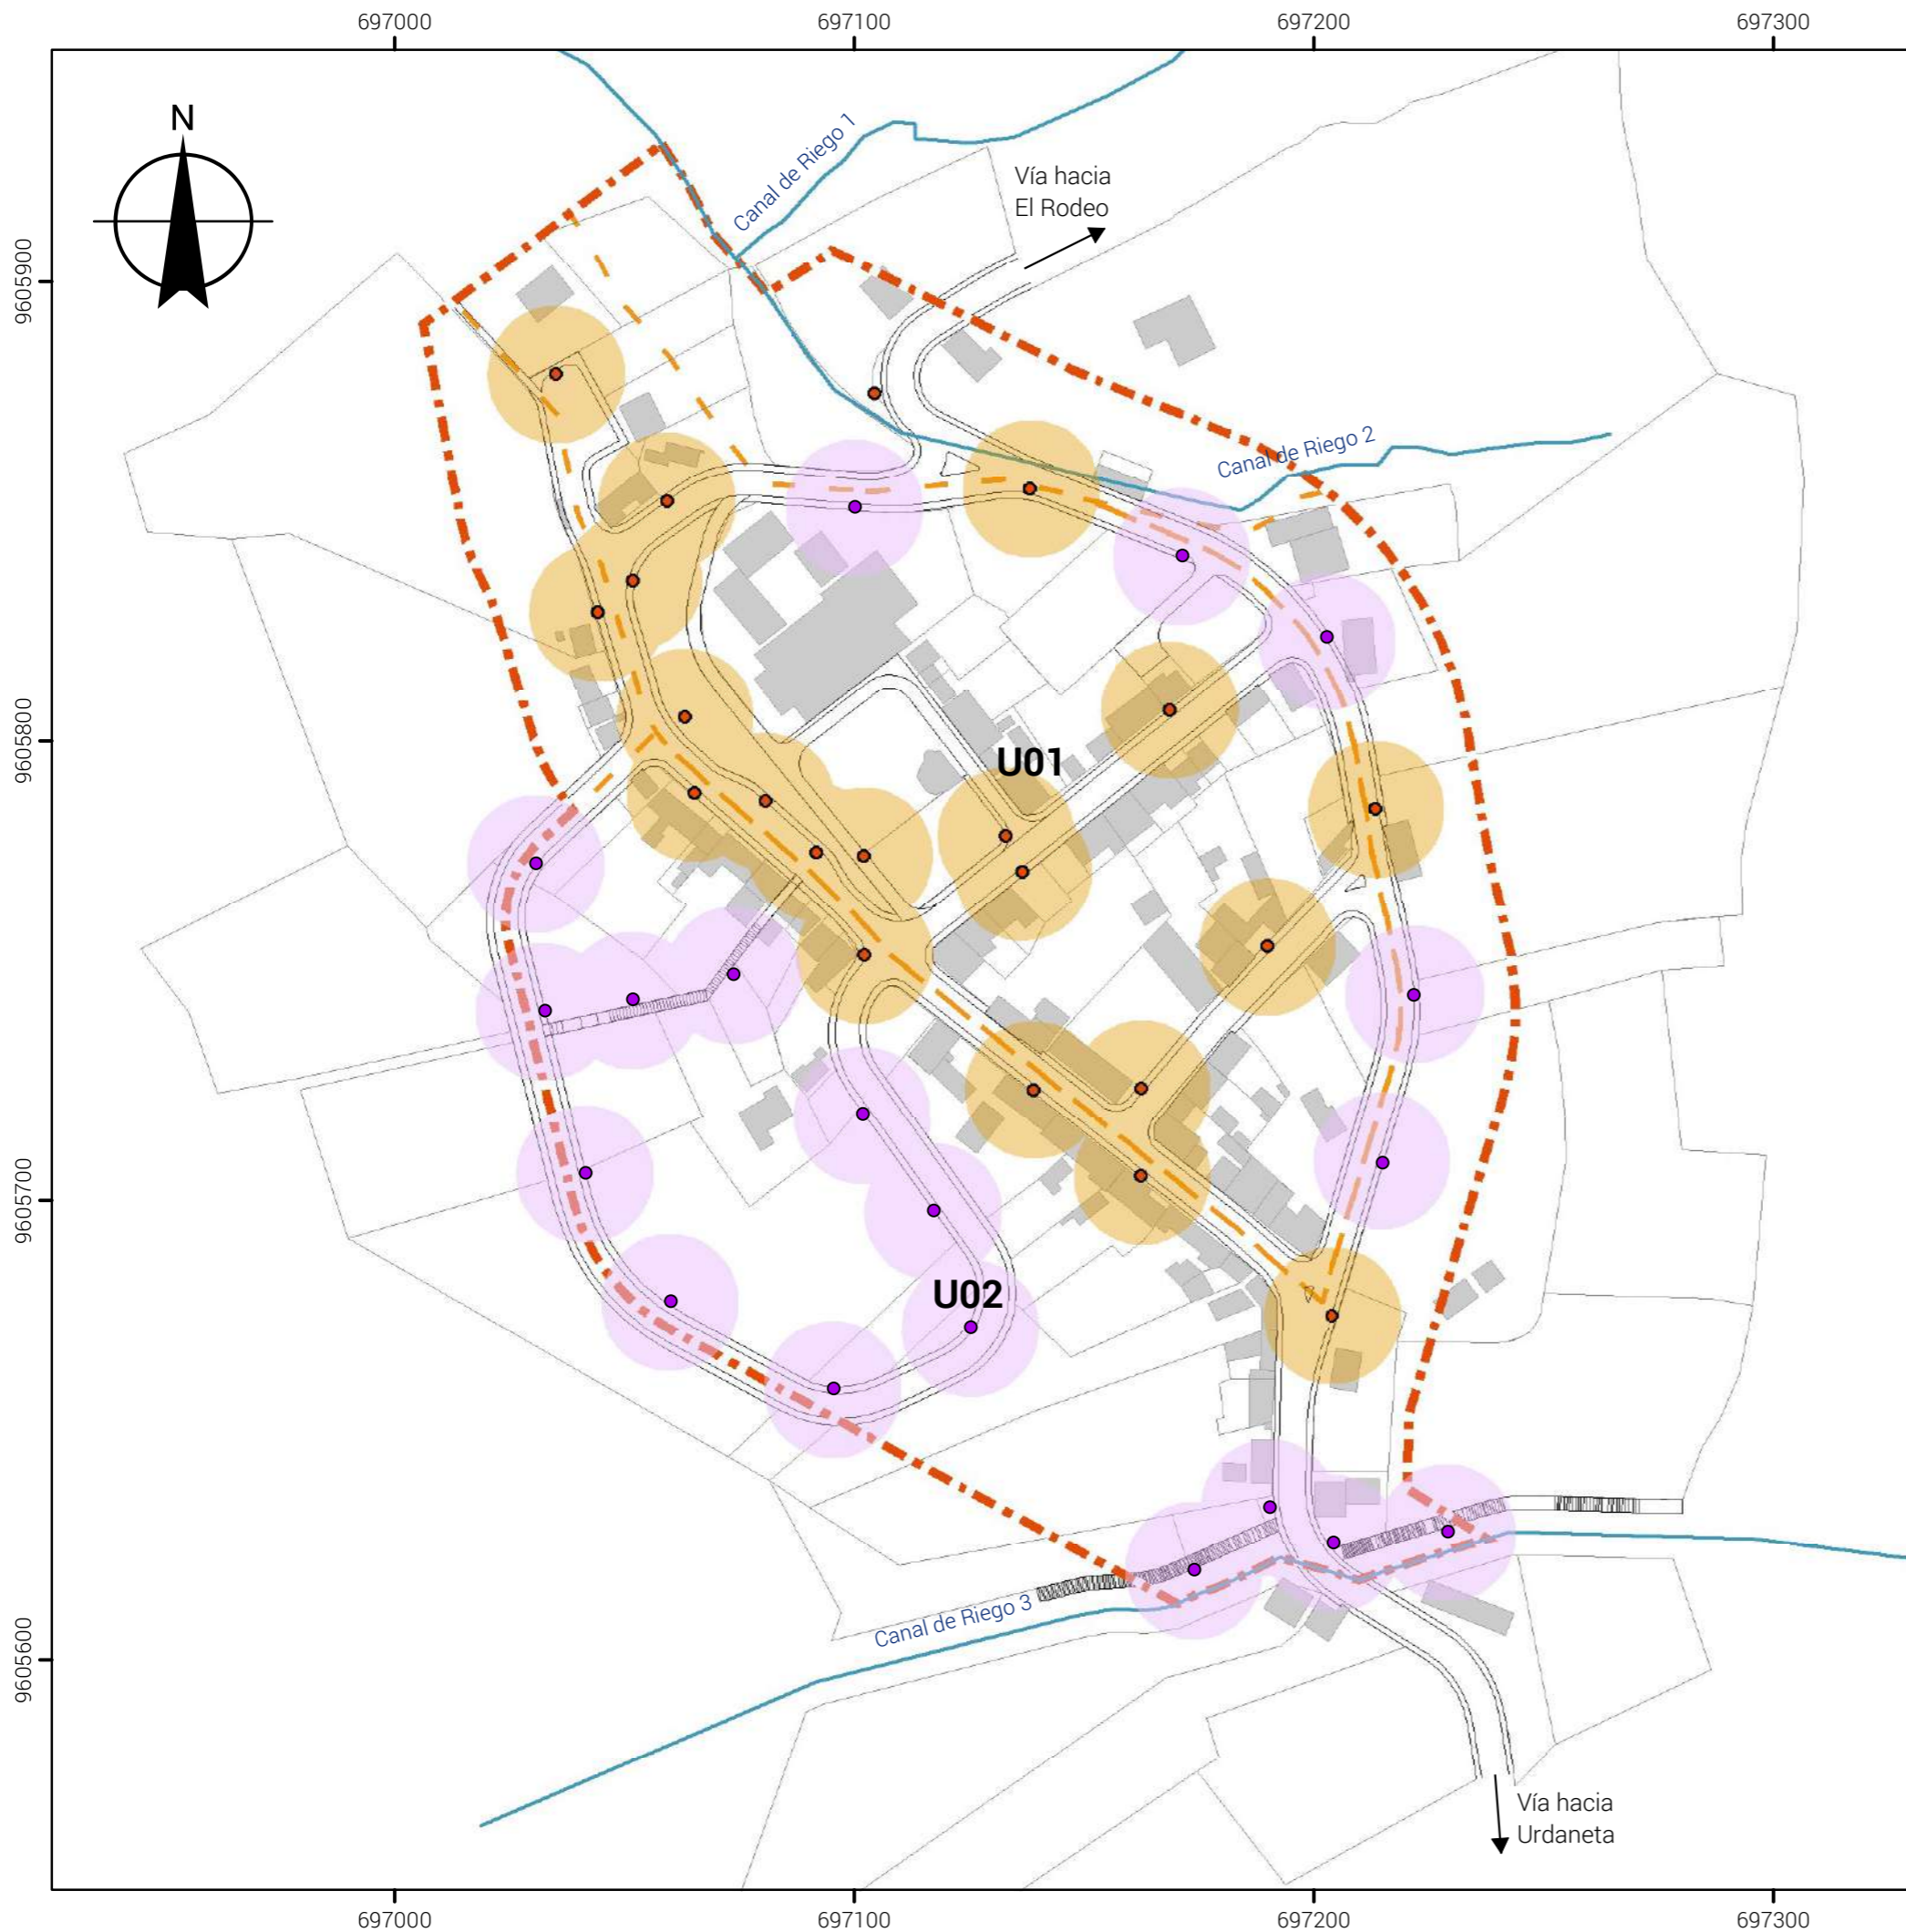 697000
697100
697200
697300
N
Canal de Riego 1
Vía hacia
El Rodeo
9605900
Canal de Riego 2
9605800
U01
9605700
U02
Canal de Riego 3
9605600
Vía hacia
Urdaneta
697000
697100
697200
697300